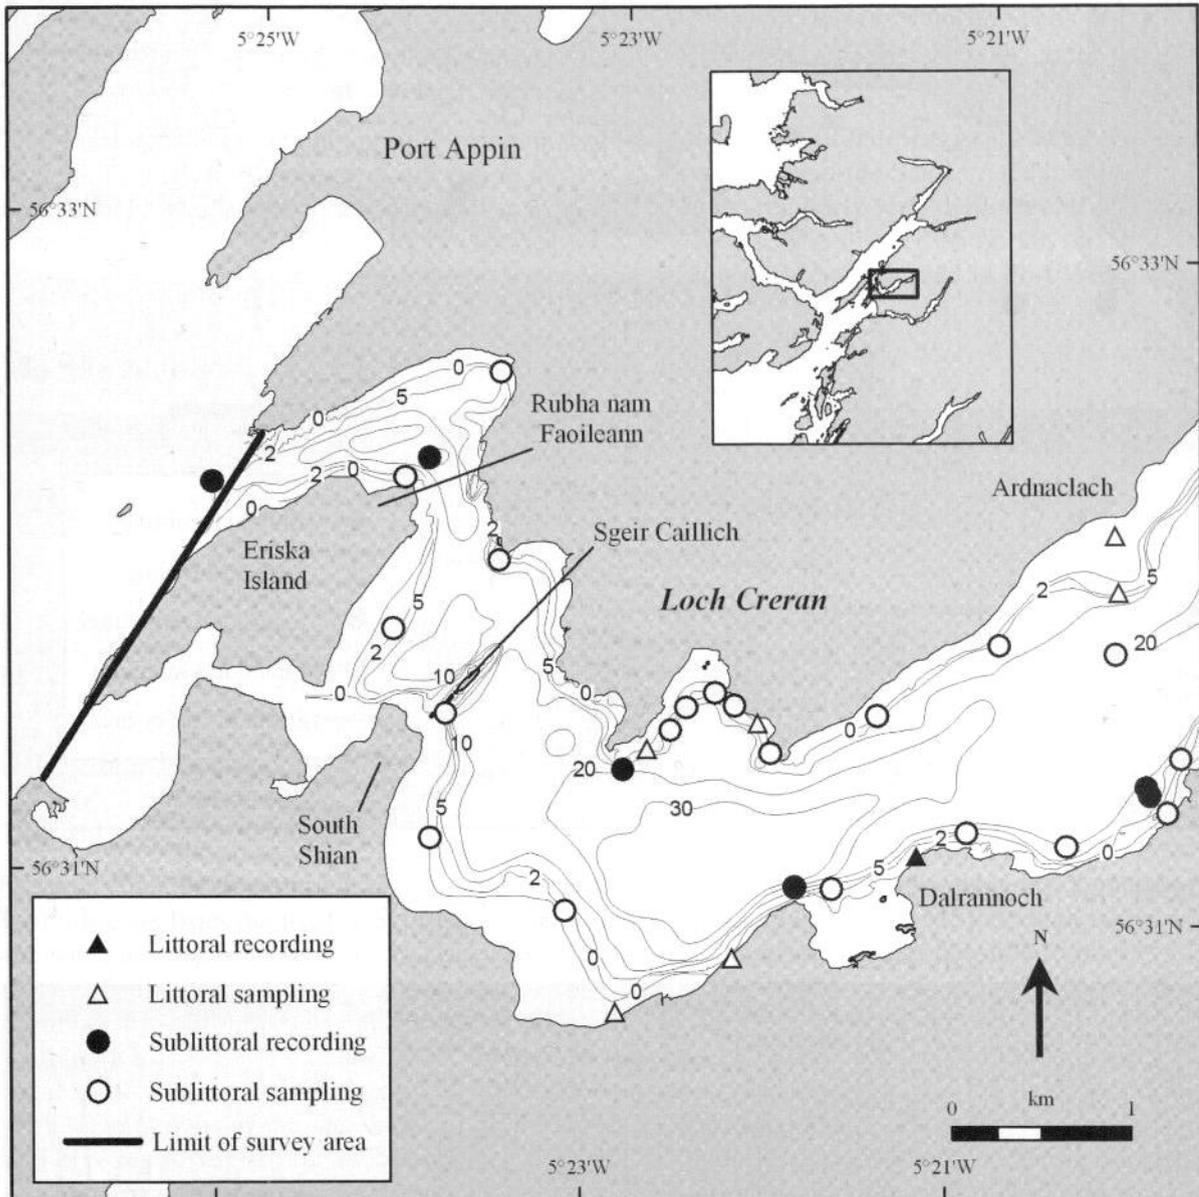 5°25'W
5°23'W
5°21'W
Port Appin
56°33'N
56°33'N
0
5
0
2
Rubha nam
Faoileann
2
0
0
Ardnaclach
Eriska
Island
2
Sgeir Caillich
Loch Creran
5
2
5
2
20
10
5
0
0
0
10
20
30
5
South
Shian
2
0
5
56°31'N
2
Dalrannoch
56°31'N
0
0
N
Littoral recording
Littoral sampling
Sublittoral recording
Sublittoral sampling
Limit of survey area
km
0 1
5°23'W
5°21'W